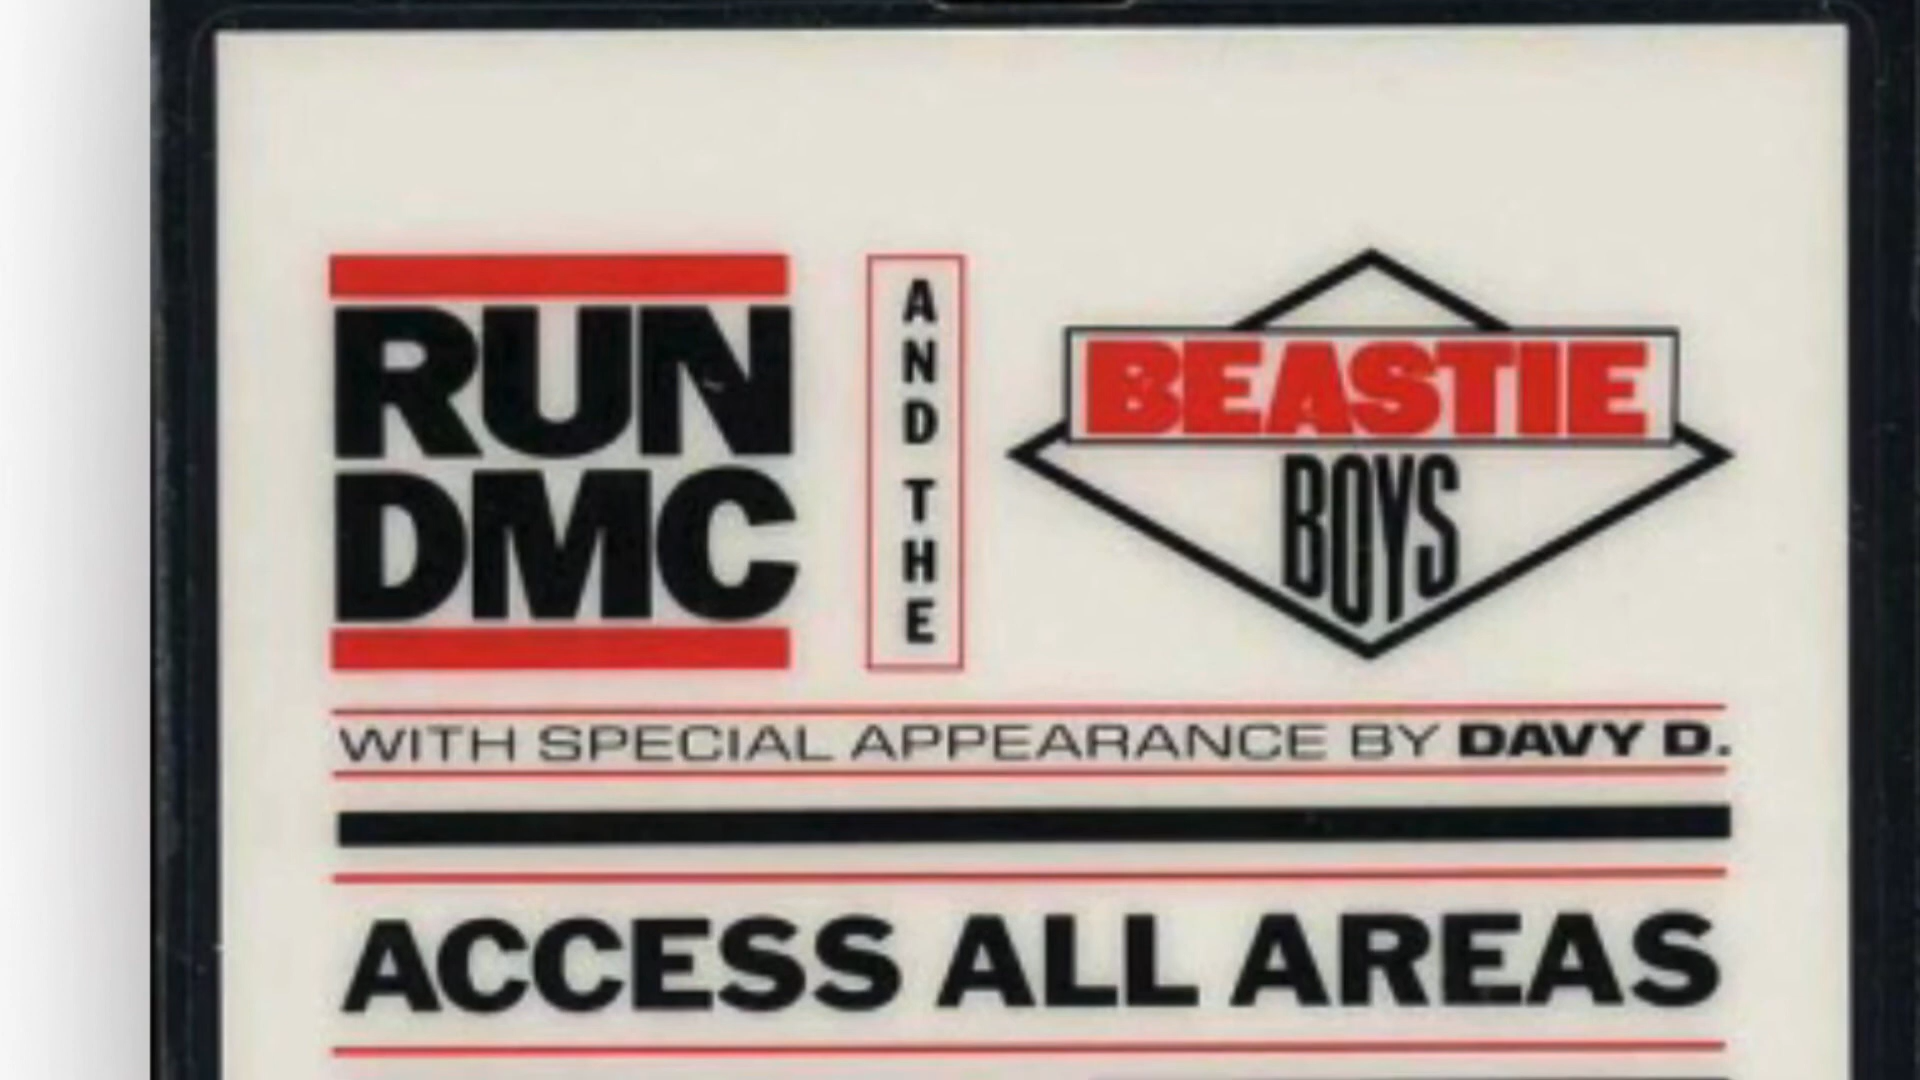 RUN
DMC
AND THE
BEASTIE
BOYS
WITH SPECIAL APPEARANCE BY DAVY D.
ACCESS ALL AREAS